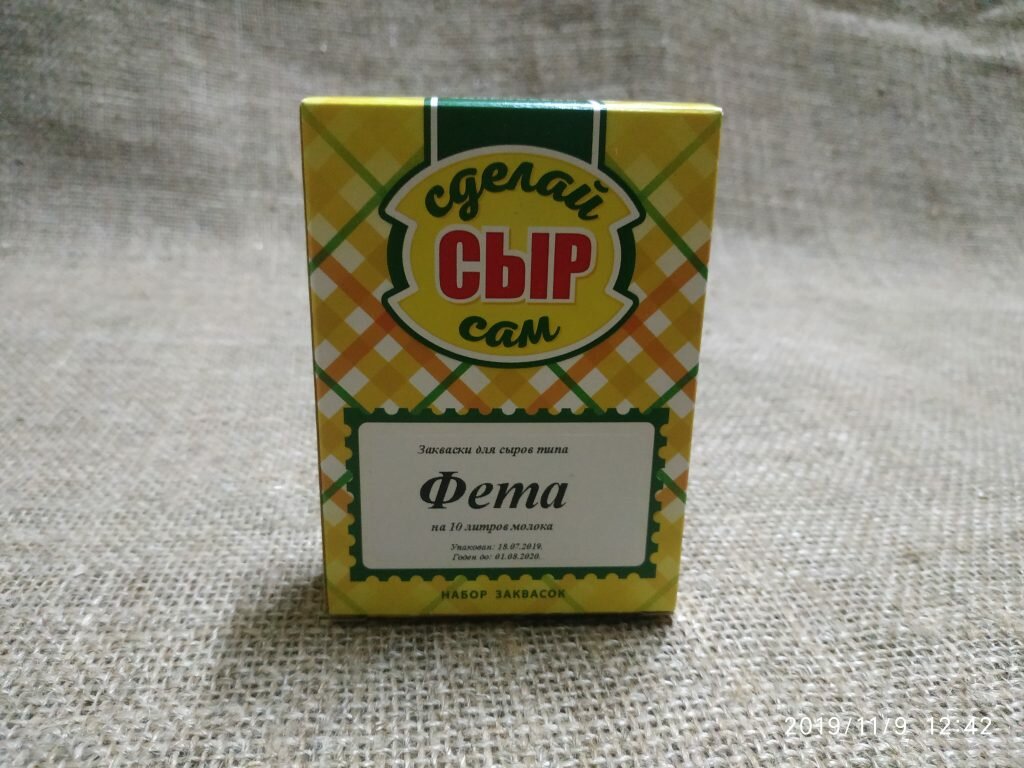 сделай
СЫР
сам
Закваски для сыров типа
Фета
на 10 литров молока
Упакован: 18.07.2019.
Годен до: 01.08.2020.
НАБОР ЗАКВАСОК
2019/11/9 12:42